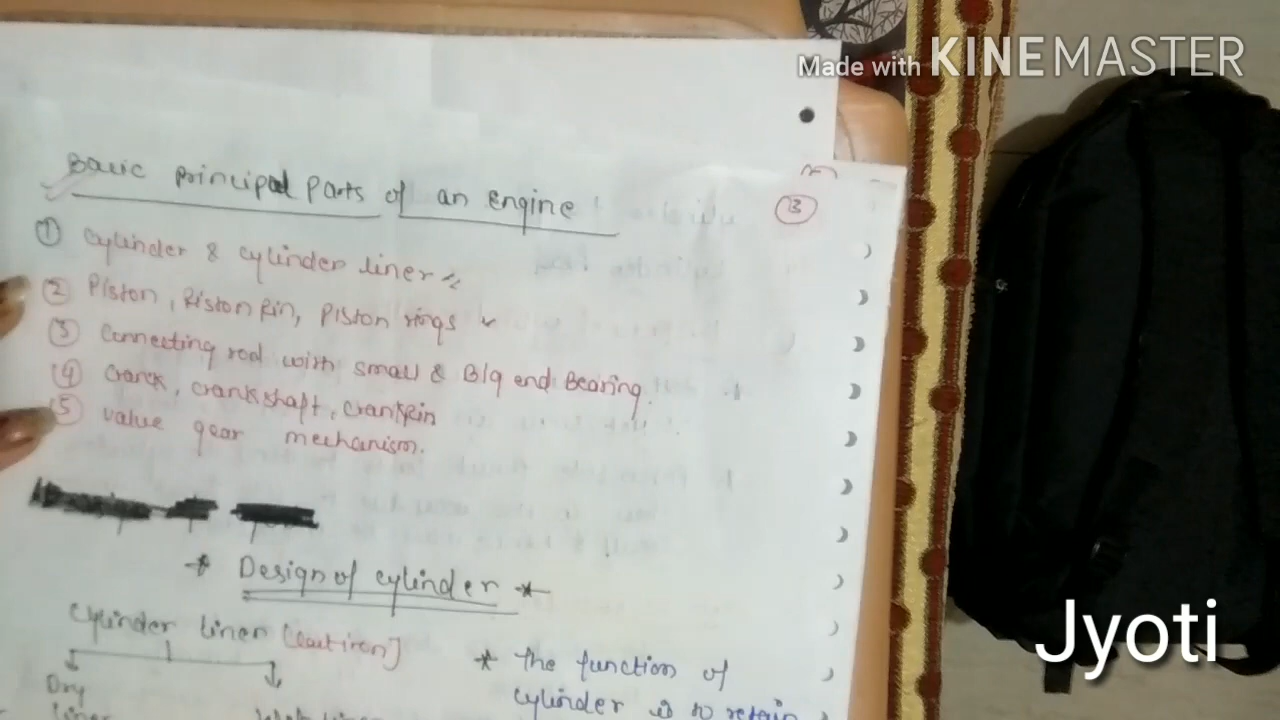 Made with KINEMASTER
Basic principal parts of an Engine
3
① cylinder & cylinder liner
② Piston, Piston Pin, Piston rings
③ Connecting rod with small & Big end Bearing.
④ Crank, crankshaft, crankpin
⑤ value gear mechanism.
* Design of cylinder *
cylinder liner [cast iron]
Dry
liner
* The function of
cylinder is to retain
Jyoti